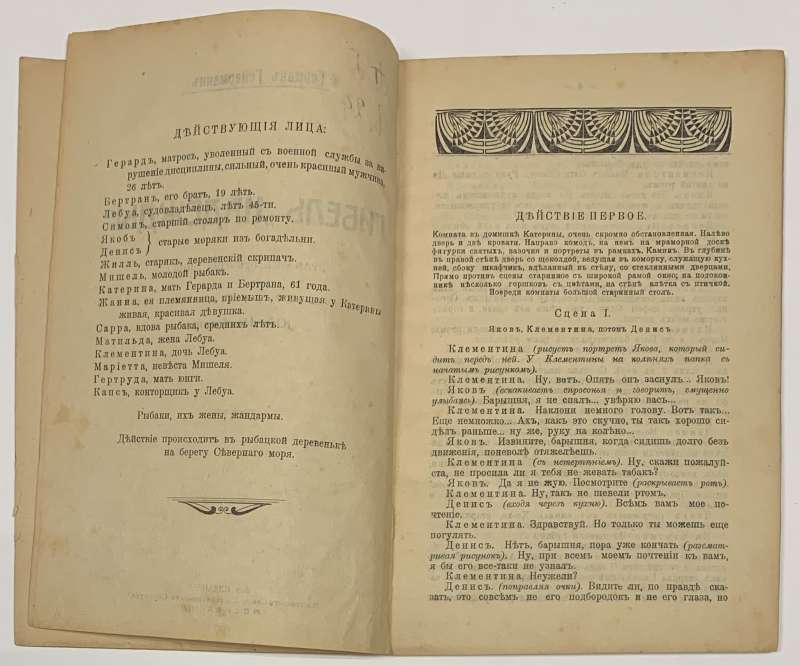 ДѢЙСТВУЮЩІЯ ЛИЦА:
Герардъ, матросъ, уволенный съ военной службы за на-
рушеніе дисциплины, сильный, очень красивый мужчина,
26 лѣтъ.
Бертранъ, его братъ, 19 лѣтъ.
Лебуа, судовладѣлецъ, лѣтъ 45-ти.
Симонъ, старшій столяръ по ремонту.
Якобъ
Денисъ } старые моряки изъ богадѣльни.
Жилль, старикъ, деревенскій скрипачъ.
Мишель, молодой рыбакъ.
Катерина, мать Герарда и Бертрана, 61 года.
Жанна, ея племянница, пріемышъ, живущая у Катерины
живая, красивая дѣвушка.
Сарра, вдова рыбака, среднихъ лѣтъ.
Матильда, жена Лебуа.
Клементина, дочь Лебуа.
Маріетта, невѣста Мишеля.
Гертруда, мать юнги.
Капсъ, конторщикъ у Лебуа.
Рыбаки, ихъ жены, жандармы.
Дѣйствіе происходитъ въ рыбацкой деревенькѣ
на берегу Сѣвернаго моря.
ДѢЙСТВІЕ ПЕРВОЕ.
Комната въ домишкѣ Катерины, очень скромно обставленная. Налѣво
дверь и двѣ кровати. Направо комодъ, на немъ на мраморной доскѣ
фигурки святыхъ, вазочки и портреты въ рамкахъ. Каминъ. Въ глубинѣ
въ правой стѣнѣ дверь со щеколдой, ведущая въ коморку, служащую кух-
ней, сбоку шкафчикъ, вдѣланный въ стѣну, со стеклянными дверцами,
Прямо противъ сцены старинное съ широкой рамой окно; на подокон-
никѣ нѣсколько горшковъ съ цвѣтами, на стѣнѣ клѣтка съ птичкой.
Посреди комнаты большой старинный столъ.
Сцена I.
Яковъ, Клементина, потомъ Денисъ.
Клементина (рисуетъ портретъ Якова, который си-
дитъ передъ ней. У Клементины на колѣняхъ папка съ
начатымъ рисункомъ).
Клементина. Ну, вотъ. Опять онъ заснулъ... Яковъ!
Яковъ (вскакиваетъ спросонья и говоритъ, смущенно
улыбаясь). Барышня, я не спалъ... увѣряю васъ...
Клементина. Наклони немного голову. Вотъ такъ...
Еще немножко... Ахъ, какъ это скучно, ты такъ хорошо си-
дѣлъ раньше... ну же, руку на колѣно...
Яковъ. Извините, барышня, когда сидишь долго безъ
движенія, поневолѣ отяжелѣешь.
Клементина (съ нетерпѣніемъ). Ну, скажи пожалуй-
ста, не просила ли я тебя не жевать табакъ?
Яковъ. Да я не жую. Посмотрите (раскрываетъ ротъ).
Клементина. Ну, такъ не шевели ртомъ.
Денисъ (входя черезъ кухню). Всѣмъ вамъ мое по-
чтеніе.
Клементина. Здравствуй. Но только ты можешь еще
погулять.
Денисъ. Нѣтъ, барышня, пора уже кончать (разсмат-
ривая рисунокъ). Ну, при всемъ моемъ почтеніи къ вамъ,
я бы его все-таки не узналъ.
Клементина. Неужели?
Денисъ. (поправляя очки). Видите ли, по правдѣ ска-
зать, это совсѣмъ не его подбородокъ и не его глаза, но